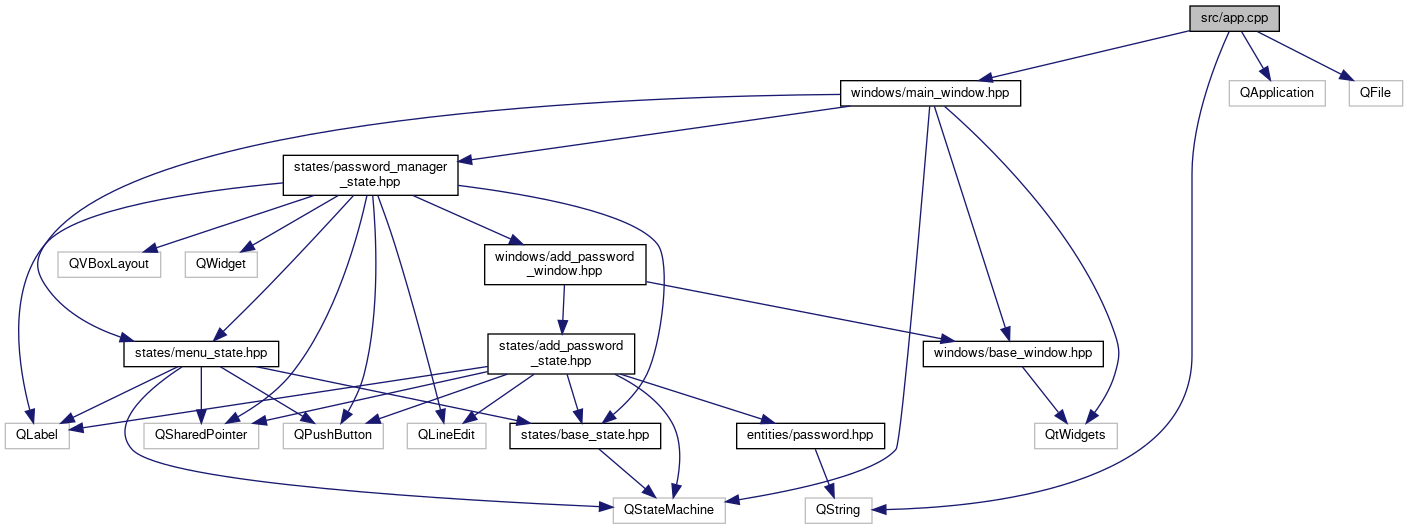 src/app.cpp
windows/main_window.hpp
QApplication
QFile
states/password_manager
_state.hpp
QVBoxLayout
QWidget
windows/add_password
_window.hpp
states/menu_state.hpp
states/add_password
_state.hpp
windows/base_window.hpp
QLabel
QSharedPointer
QPushButton
QLineEdit
states/base_state.hpp
entities/password.hpp
QtWidgets
QStateMachine
QString